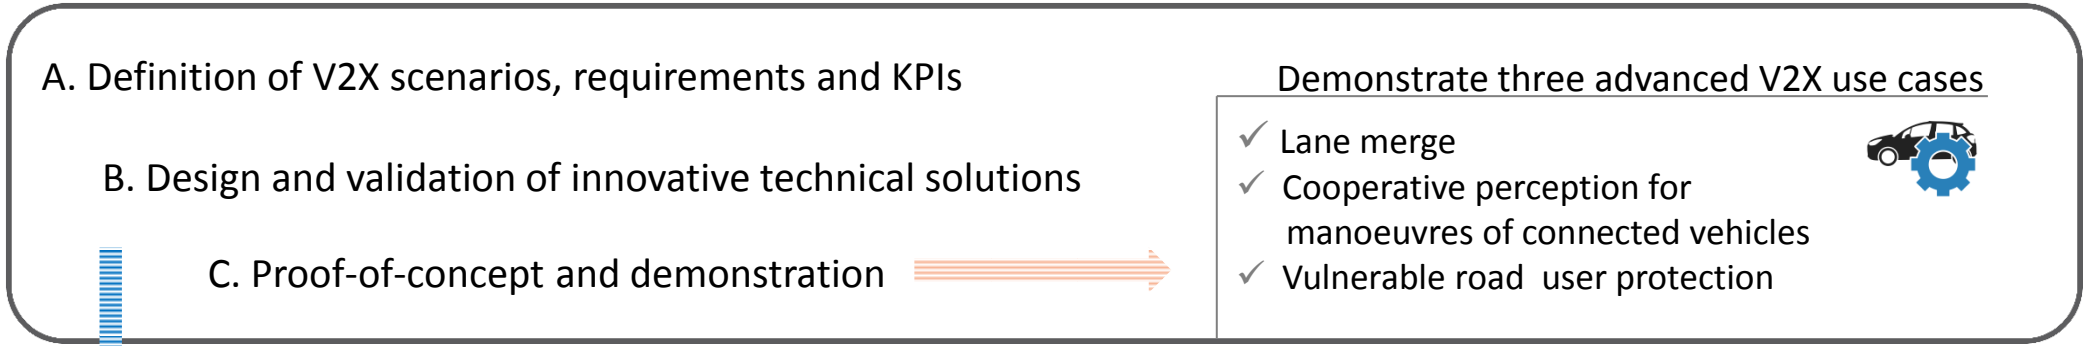 A. Definition of V2X scenarios, requirements and KPIs
B. Design and validation of innovative technical solutions
C. Proof-of-concept and demonstration
Demonstrate three advanced V2X use cases
✓ Lane merge
✓ Cooperative perception for
manoeuvres of connected vehicles
✓ Vulnerable road user protection